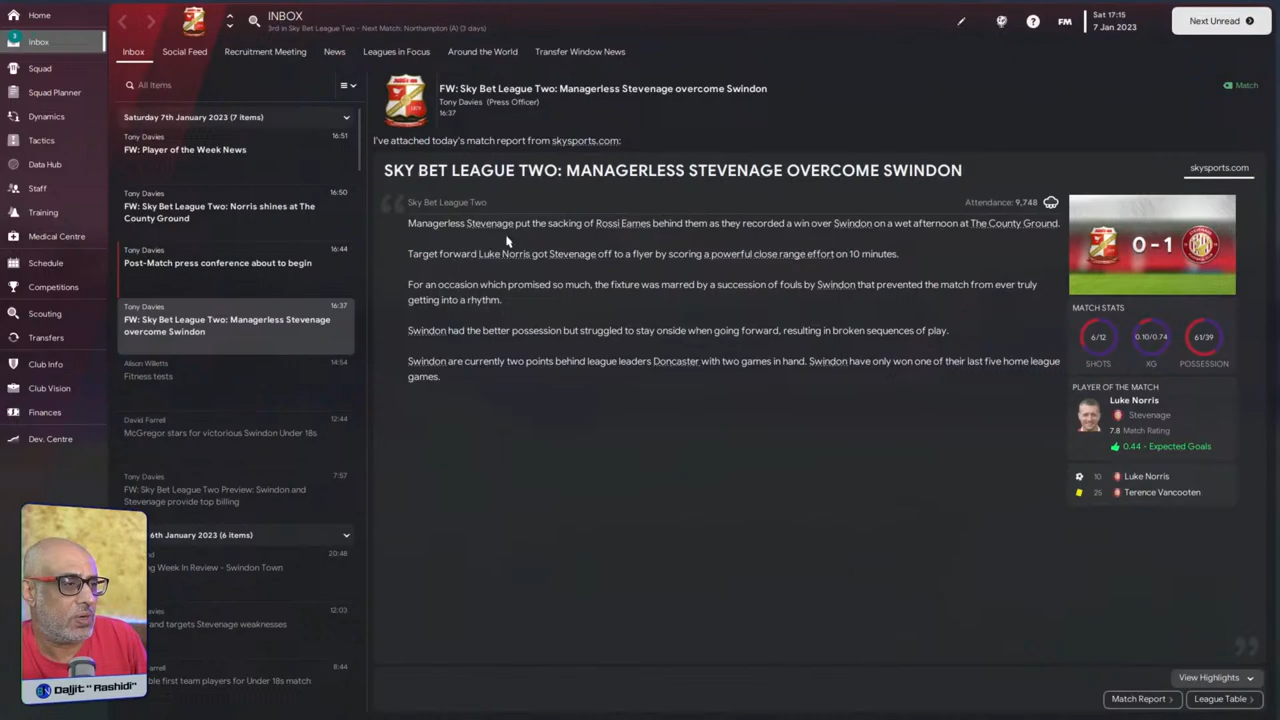 Home
3
Inbox
Squad
Squad Planner
Dynamics
Tactics
Data Hub
Staff
Training
Medical Centre
Schedule
Competitions
Scouting
Transfers
Club Info
Club Vision
Finances
Dev. Centre
INBOX
3rd in Sky Bet League Two - Next Match: Northampton (A) (3 days)
FM
Sat 17:15
7 Jan 2023
Next Unread
Inbox
Social Feed
Recruitment Meeting
News
Leagues in Focus
Around the World
Transfer Window News
All Items
Saturday 7th January 2023 (7 items)
Tony Davies 16:51
FW: Player of the Week News
Tony Davies 16:50
FW: Sky Bet League Two: Norris shines at The
County Ground
Tony Davies 16:44
Post-Match press conference about to begin
Tony Davies 16:37
FW: Sky Bet League Two: Managerless Stevenage
overcome Swindon
Alison Willetts 14:54
Fitness tests
David Farrell 12:44
McGregor stars for victorious Swindon Under 18s
Tony Davies 7:57
FW: Sky Bet League Two Preview: Swindon and
Stevenage provide top billing
6th January 2023 (6 items)
20:48
Week In Review - Swindon Town
12:03
targets Stevenage weaknesses
8:44
first team players for Under 18s match
FW: Sky Bet League Two: Managerless Stevenage overcome Swindon
Tony Davies (Press Officer)
16:37
Match
I've attached today's match report from skysports.com:
SKY BET LEAGUE TWO: MANAGERLESS STEVENAGE OVERCOME SWINDON
skysports.com
Sky Bet League Two
Attendance: 9,748
Managerless Stevenage put the sacking of Rossi Eames behind them as they recorded a win over Swindon on a wet afternoon at The County Ground.
Target forward Luke Norris got Stevenage off to a flyer by scoring a powerful close range effort on 10 minutes.
For an occasion which promised so much, the fixture was marred by a succession of fouls by Swindon that prevented the match from ever truly
getting into a rhythm.
Swindon had the better possession but struggled to stay onside when going forward, resulting in broken sequences of play.
Swindon are currently two points behind league leaders Doncaster with two games in hand. Swindon have only won one of their last five home league
games.
0 - 1
MATCH STATS
6/12
0.10/0.74
61/39
SHOTS
XG
POSSESSION
PLAYER OF THE MATCH
Luke Norris
Stevenage
7.8 Match Rating
0.44 - Expected Goals
10 Luke Norris
25 Terence Vancooten
View Highlights
Match Report
League Table
Daljit " Rashidi"